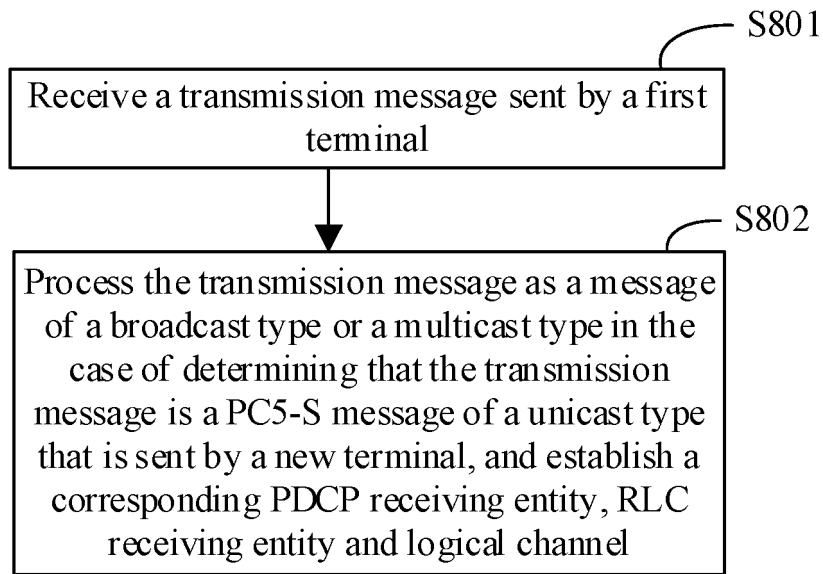 S801
Receive a transmission message sent by a first
terminal
S802
Process the transmission message as a message
of a broadcast type or a multicast type in the
case of determining that the transmission
message is a PC5-S message of a unicast type
that is sent by a new terminal, and establish a
corresponding PDCP receiving entity, RLC
receiving entity and logical channel